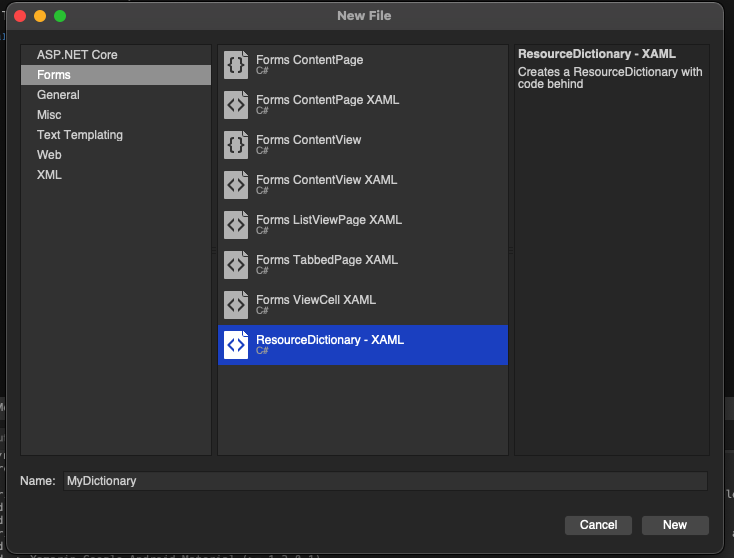 New File
ASP.NET Core
Forms
General
Misc
Text Templating
Web
XML
Forms ContentPage
C#
Forms ContentPage XAML
C#
Forms ContentView
C#
Forms ContentView XAML
C#
Forms ListViewPage XAML
C#
Forms TabbedPage XAML
C#
Forms ViewCell XAML
C#
ResourceDictionary - XAML
C#
ResourceDictionary - XAML
Creates a ResourceDictionary with
code behind
Name:
MyDictionary
Cancel
New